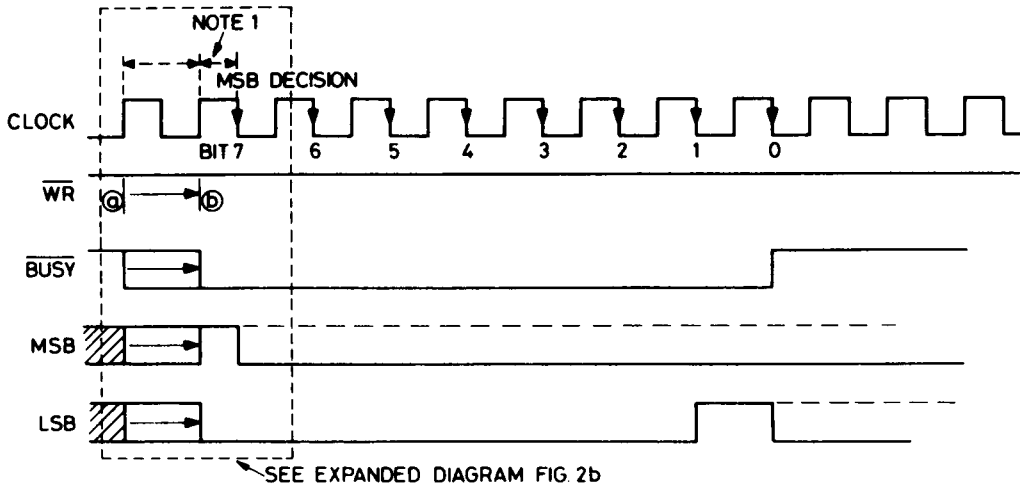 NOTE 1
MSB DECISION
CLOCK
BIT 7 6 5 4 3 2 1 0
WR
a b
BUSY
MSB
LSB
SEE EXPANDED DIAGRAM FIG. 2b